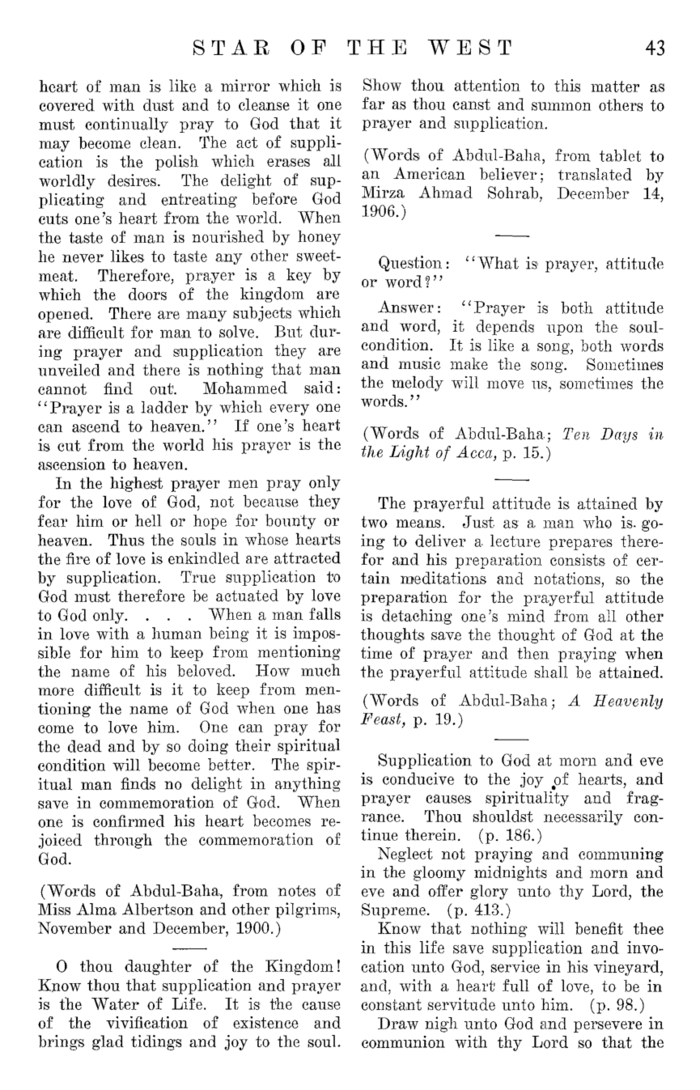 STAR OF THE WEST 43
heart of man is like a mirror which is
covered with dust and to cleanse it one
must continually pray to God that it
may become clean. The act of suppli-
cation is the polish which erases all
worldly desires. The delight of sup-
plicating and entreating before God
cuts one's heart from the world. When
the taste of man is nourished by honey
he never likes to taste any other sweet-
meat. Therefore, prayer is a key by
which the doors of the kingdom are
opened. There are many subjects which
are difficult for man to solve. But dur-
ing prayer and supplication they are
unveiled and there is nothing that man
cannot find out. Mohammed said:
"Prayer is a ladder by which every one
can ascend to heaven." If one's heart
is cut from the world his prayer is the
ascension to heaven.
In the highest prayer men pray only
for the love of God, not because they
fear him or hell or hope for bounty or
heaven. Thus the souls in whose hearts
the fire of love is enkindled are attracted
by supplication. True supplication to
God must therefore be actuated by love
to God only. . . . When a man falls
in love with a human being it is impos-
sible for him to keep from mentioning
the name of his beloved. How much
more difficult is it to keep from men-
tioning the name of God when one has
come to love him. One can pray for
the dead and by so doing their spiritual
condition will become better. The spir-
itual man finds no delight in anything
save in commemoration of God. When
one is confirmed his heart becomes re-
joiced through the commemoration of
God.
(Words of Abdul-Baha, from notes of
Miss Alma Albertson and other pilgrims,
November and December, 1900.)
O thou daughter of the Kingdom!
Know thou that supplication and prayer
is the Water of Life. It is the cause
of the vivification of existence and
brings glad tidings and joy to the soul.
Show thou attention to this matter as
far as thou canst and summon others to
prayer and supplication.
(Words of Abdul-Baha, from tablet to
an American believer; translated by
Mirza Ahmad Sohrab, December 14,
1906.)
Question: "What is prayer, attitude
or word?"
Answer: "Prayer is both attitude
and word, it depends upon the soul-
condition. It is like a song, both words
and music make the song. Sometimes
the melody will move us, sometimes the
words."
(Words of Abdul-Baha; Ten Days in
the Light of Acca, p. 15.)
The prayerful attitude is attained by
two means. Just as a man who is go-
ing to deliver a lecture prepares there-
for and his preparation consists of cer-
tain meditations and notations, so the
preparation for the prayerful attitude
is detaching one's mind from all other
thoughts save the thought of God at the
time of prayer and then praying when
the prayerful attitude shall be attained.
(Words of Abdul-Baha; A Heavenly
Feast, p. 19.)
Supplication to God at morn and eve
is conducive to the joy of hearts, and
prayer causes spirituality and frag-
rance. Thou shouldst necessarily con-
tinue therein. (p. 186.)
Neglect not praying and communing
in the gloomy midnights and morn and
eve and offer glory unto thy Lord, the
Supreme. (p. 413.)
Know that nothing will benefit thee
in this life save supplication and invo-
cation unto God, service in his vineyard,
and, with a heart full of love, to be in
constant servitude unto him. (p. 98.)
Draw nigh unto God and persevere in
communion with thy Lord so that the